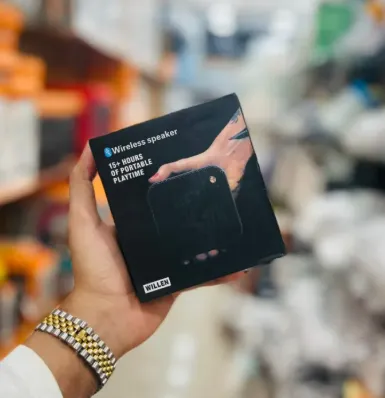 Wireless speaker
15+ HOURS
OF PORTABLE
PLAYTIME
WILLEN